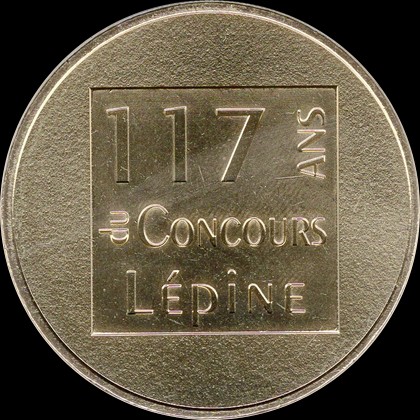 117 ANS
du CONCOURS
LÉPINE